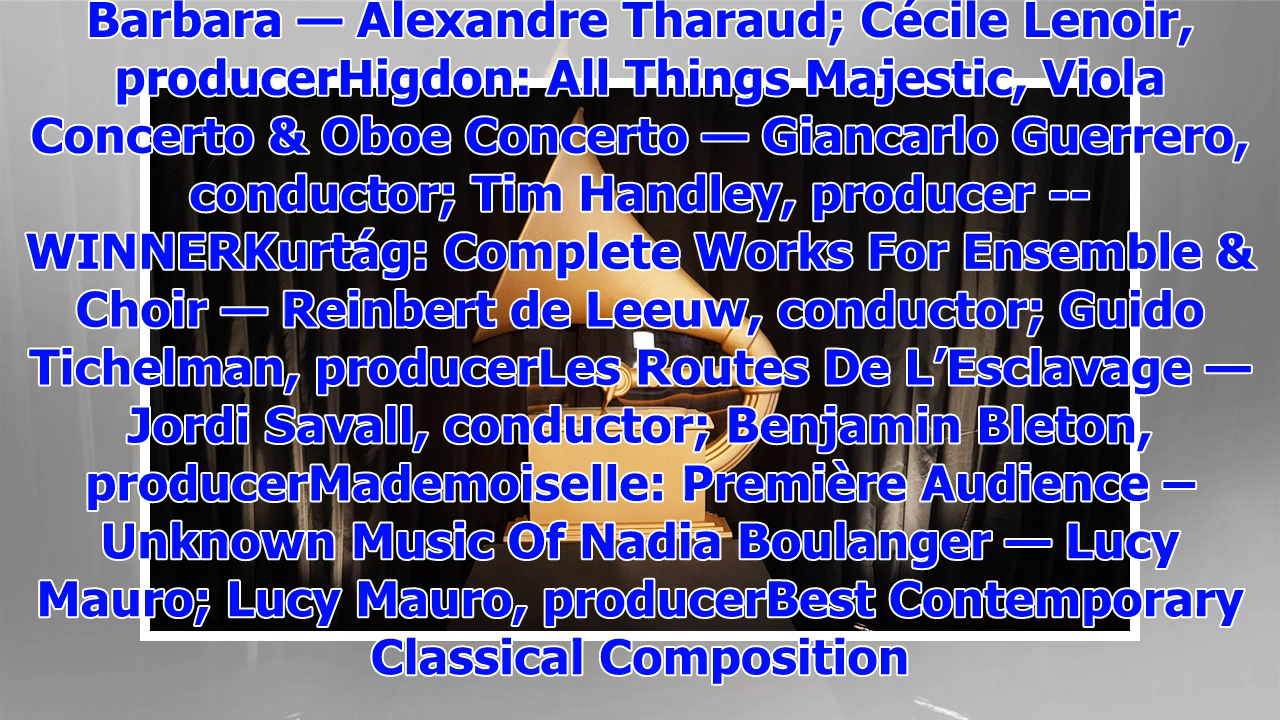 Barbara — Alexandre Tharaud; Cécile Lenoir,
producerHigdon: All Things Majestic, Viola
Concerto & Oboe Concerto — Giancarlo Guerrero,
conductor; Tim Handley, producer --
WINNERKurtág: Complete Works For Ensemble &
Choir — Reinbert de Leeuw, conductor; Guido
Tichelman, producerLes Routes De L’Esclavage —
Jordi Savall, conductor; Benjamin Bleton,
producerMademoiselle: Première Audience –
Unknown Music Of Nadia Boulanger — Lucy
Mauro; Lucy Mauro, producerBest Contemporary
Classical Composition